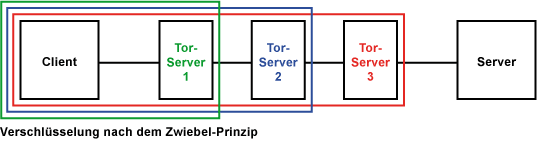 Client
Tor-
Server
1
Tor-
Server
2
Tor-
Server
3
Server
Verschlüsselung nach dem Zwiebel-Prinzip